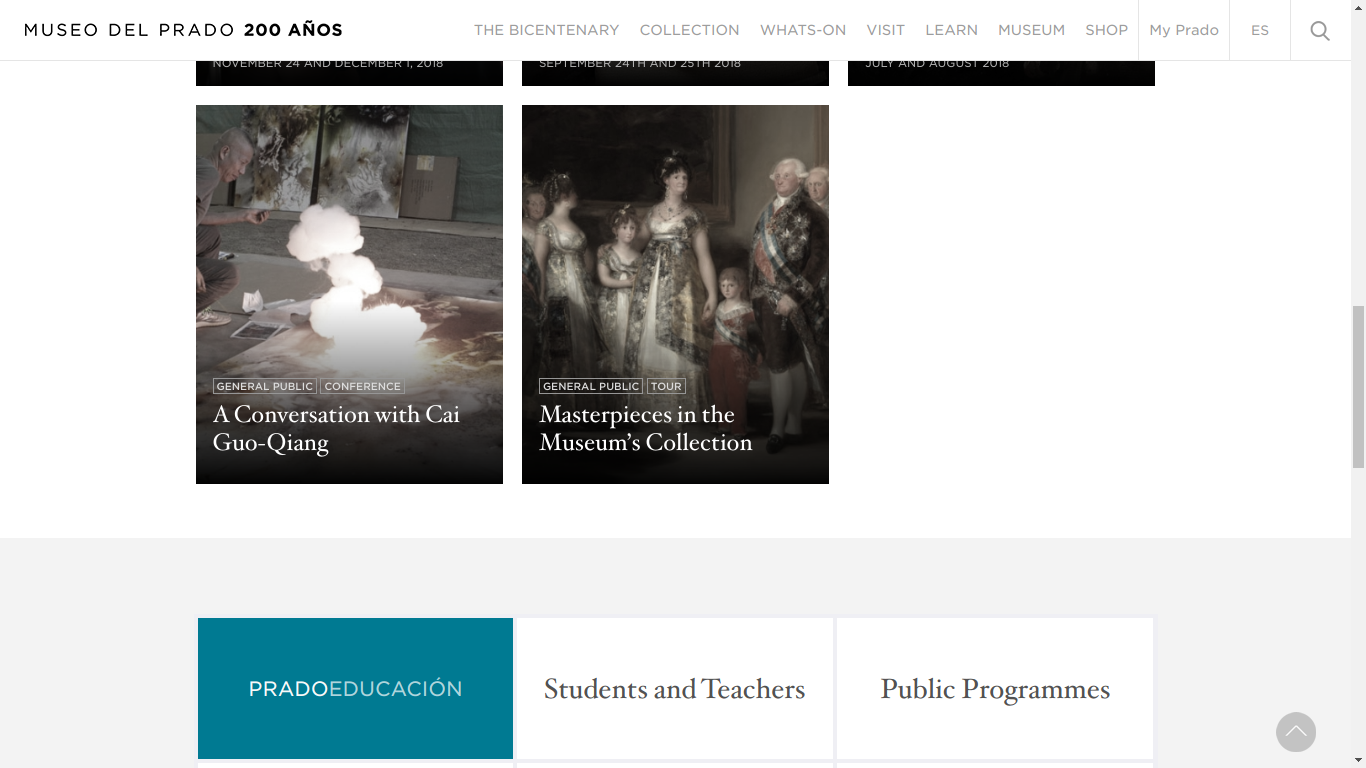 MUSEO DEL PRADO 200 AÑOS
THE BICENTENARY COLLECTION WHATS-ON VISIT LEARN MUSEUM SHOP My Prado ES
NOVEMBER 24 AND DECEMBER 1, 2018
SEPTEMBER 24TH AND 25TH 2018
JULY AND AUGUST 2018
GENERAL PUBLIC CONFERENCE
A Conversation with Cai
Guo-Qiang
GENERAL PUBLIC TOUR
Masterpieces in the
Museum’s Collection
PRADOEDUCACIÓN
Students and Teachers
Public Programmes